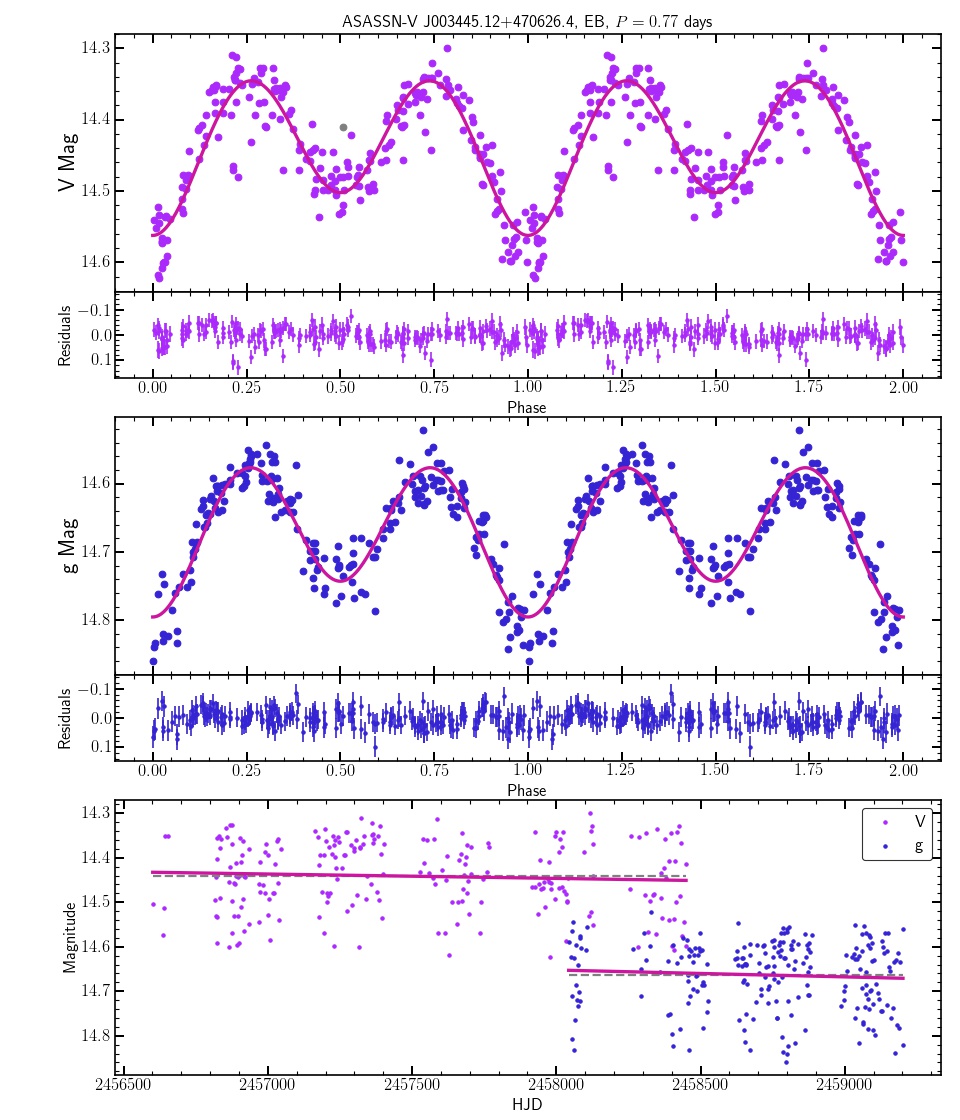 ASASSN-V J003445.12+470626.4, EB, P = 0.77 days
14.3
14.4
14.5
14.6
V Mag
−0.1
0.0
0.1
Residuals
0.00 0.25 0.50 0.75 1.00 1.25 1.50 1.75 2.00
Phase
14.6
14.7
14.8
g Mag
−0.1
0.0
0.1
Residuals
0.00 0.25 0.50 0.75 1.00 1.25 1.50 1.75 2.00
Phase
14.3
14.4
14.5
14.6
14.7
14.8
Magnitude
V
g
2456500 2457000 2457500 2458000 2458500 2459000
HJD